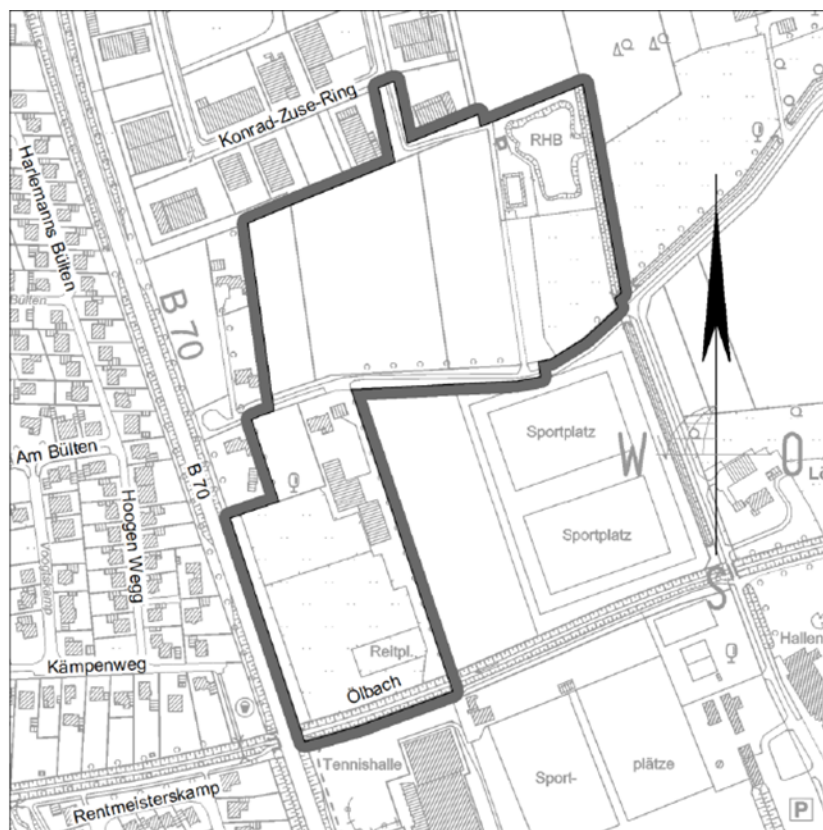 Konrad-Zuse-Ring
RHB
Harlemanns Bülten
Bülten
B 70
Am Bülten
B 70
Hoogen Wegg
Sportplatz
W
O
Sportplatz
S
Kämpenweg
Reitpl.
Ölbach
Hallen
Tennishalle
Sport-
plätze
Rentmeisterskamp
P